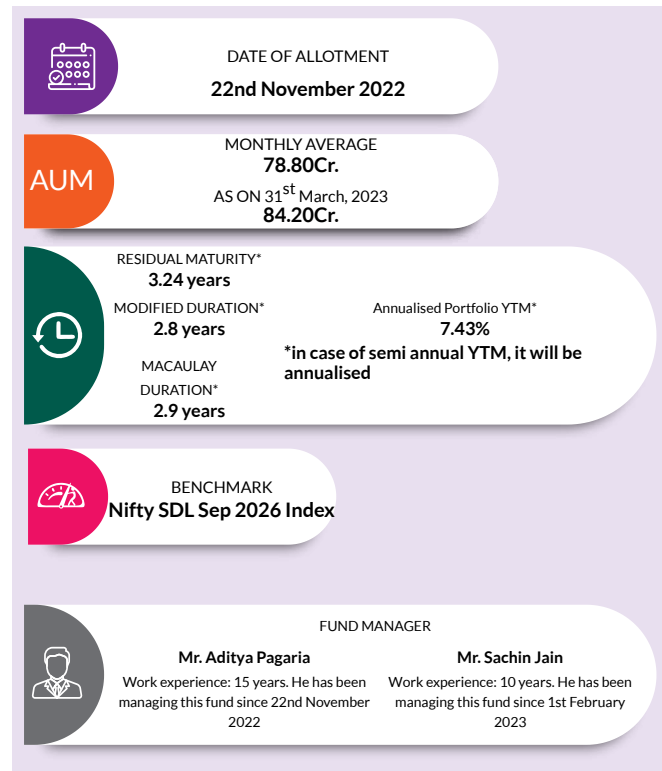 DATE OF ALLOTMENT
22nd November 2022
AUM
MONTHLY AVERAGE
78.80Cr.
AS ON 31st March, 2023
84.20Cr.
RESIDUAL MATURITY*
3.24 years
MODIFIED DURATION*
2.8 years
MACAULAY
DURATION*
2.9 years
Annualised Portfolio YTM*
7.43%
*in case of semi annual YTM, it will be
annualised
BENCHMARK
Nifty SDL Sep 2026 Index
FUND MANAGER
Mr. Aditya Pagaria
Work experience: 15 years. He has been
managing this fund since 22nd November
2022
Mr. Sachin Jain
Work experience: 10 years. He has been
managing this fund since 1st February
2023